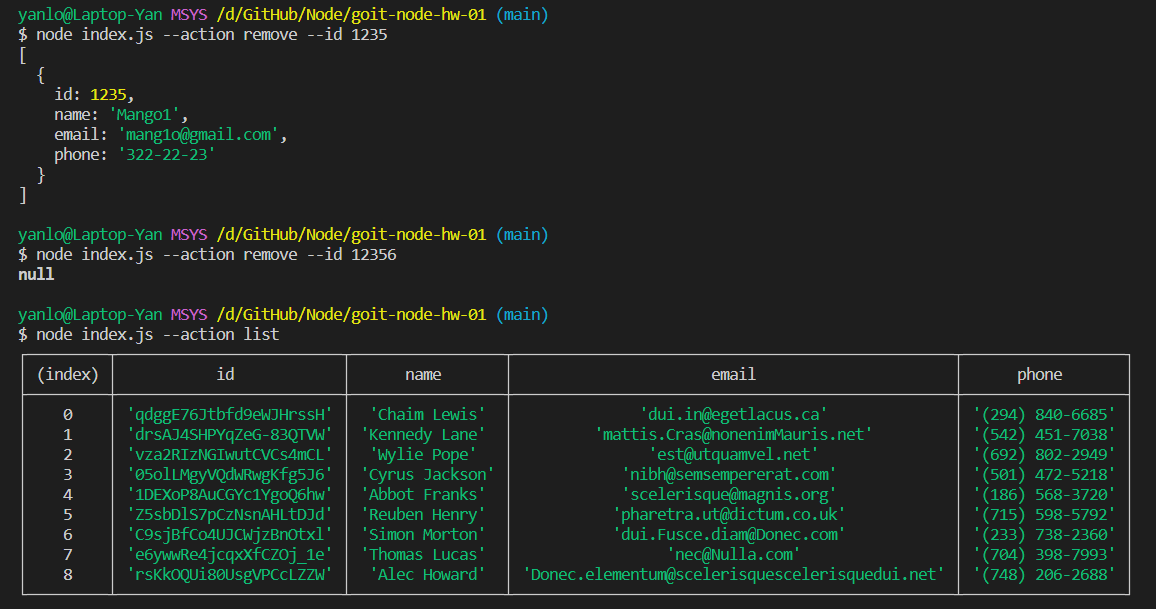 yanlo@Laptop-Yan MSYS /d/GitHub/Node/goit-node-hw-01 (main)
$ node index.js --action remove --id 1235
[
{
id: 1235,
name: 'Mango1',
email: 'mang1o@gmail.com',
phone: '322-22-23'
}
]
yanlo@Laptop-Yan MSYS /d/GitHub/Node/goit-node-hw-01 (main)
$ node index.js --action remove --id 12356
null
yanlo@Laptop-Yan MSYS /d/GitHub/Node/goit-node-hw-01 (main)
$ node index.js --action list
(index) id name email phone
0 'qdggE76Jtbfd9eWJHrssH' 'Chaim Lewis' 'dui.in@egetlacus.ca' '(294) 840-6685'
1 'drsAJ4SHPYqZeG-83QTVW' 'Kennedy Lane' 'mattis.Cras@nonenimMauris.net' '(542) 451-7038'
2 'vza2RIzNGIwutCVCs4mCL' 'Wylie Pope' 'est@utquamvel.net' '(692) 802-2949'
3 '05olLMgyVQdWRwgKfg5J6' 'Cyrus Jackson' 'nibh@semsempererat.com' '(501) 472-5218'
4 '1DEXoP8AuCGYc1YgoQ6hw' 'Abbot Franks' 'scelerisque@magnis.org' '(186) 568-3720'
5 'Z5sbDlS7pCzNsnAHLtDJd' 'Reuben Henry' 'pharetra.ut@dictum.co.uk' '(715) 598-5792'
6 'C9sjBfCo4UJCWjzBnOtxl' 'Simon Morton' 'dui.Fusce.diam@Donec.com' '(233) 738-2360'
7 'e6ywwRe4jcqxXfCZOj_1e' 'Thomas Lucas' 'nec@Nulla.com' '(704) 398-7993'
8 'rsKkOQUi80UsgVPCcLZZW' 'Alec Howard' 'Donec.elementum@scelerisquescelerisquedui.net' '(748) 206-2688'